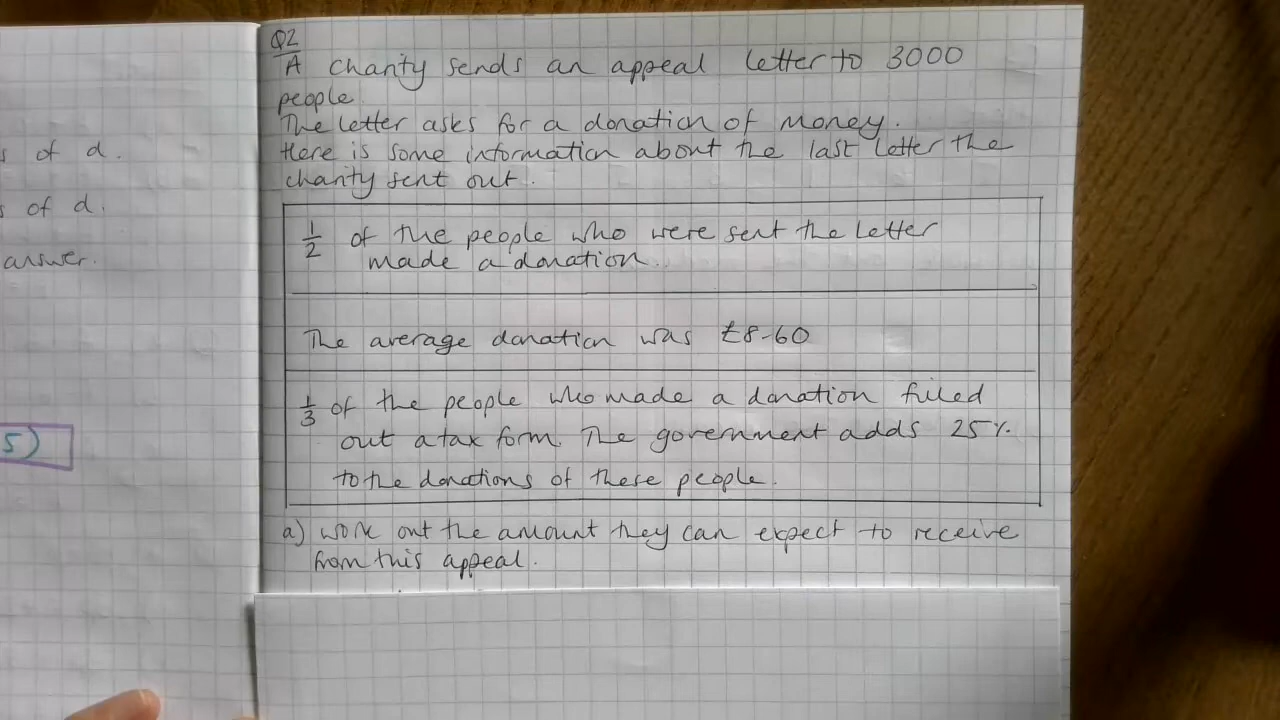 s of d.
s of d.
answer.
5)
Q2
A charity sends an appeal letter to 3000
people.
The letter asks for a donation of money.
Here is some information about the last letter the
charity sent out.
1/2 of the people who were sent the letter
made a donation.
The average donation was £8.60
1/3 of the people who made a donation filled
out a tax form. The government adds 25%
to the donations of these people.
a) work out the amount they can expect to receive
from this appeal.